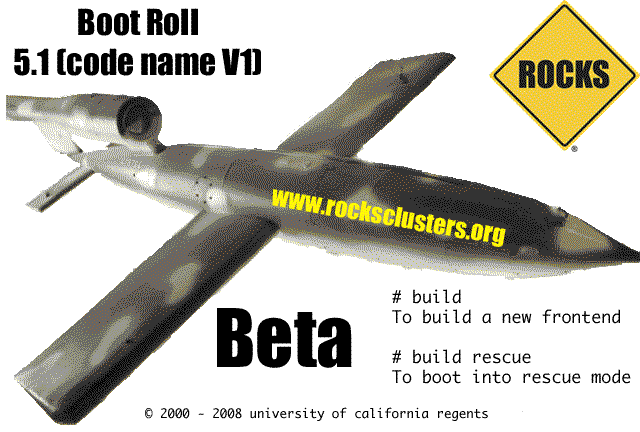 Boot Roll
5.1 (code name V1)
ROCKS
®
www.rocksclusters.org
Beta
# build
To build a new frontend
# build rescue
To boot into rescue mode
© 2000 - 2008 university of california regents